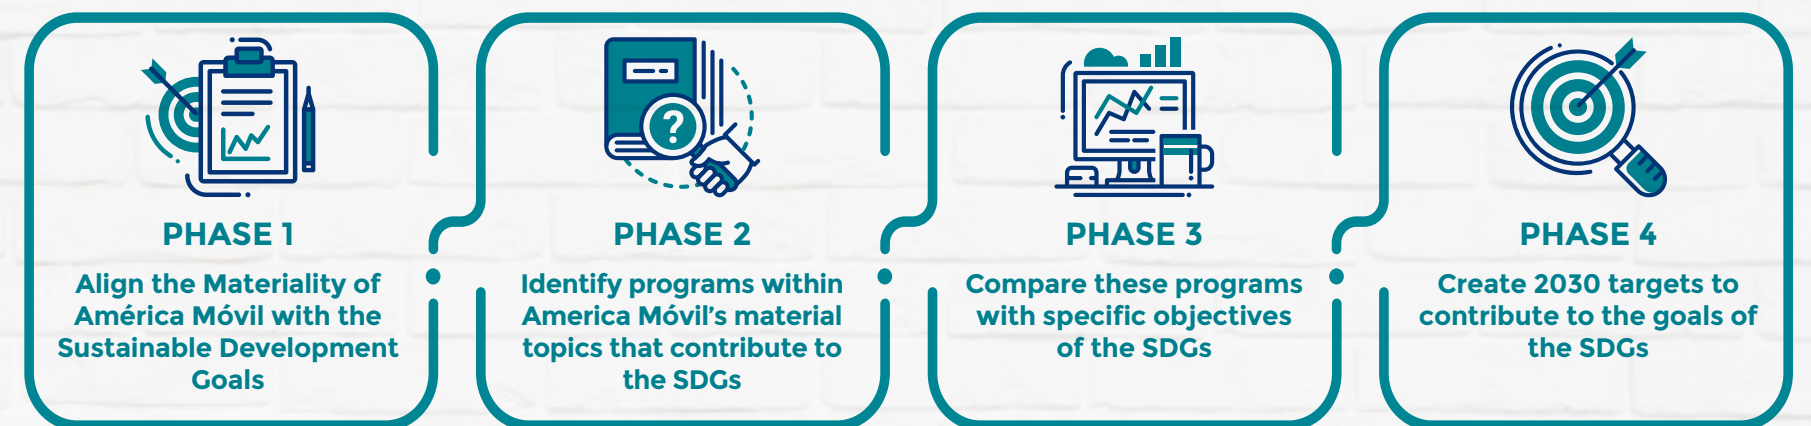 PHASE 1
Align the Materiality of
América Móvil with the
Sustainable Development
Goals
PHASE 2
Identify programs within
America Móvil’s material
topics that contribute to
the SDGs
PHASE 3
Compare these programs
with specific objectives
of the SDGs
PHASE 4
Create 2030 targets to
contribute to the goals of
the SDGs
?